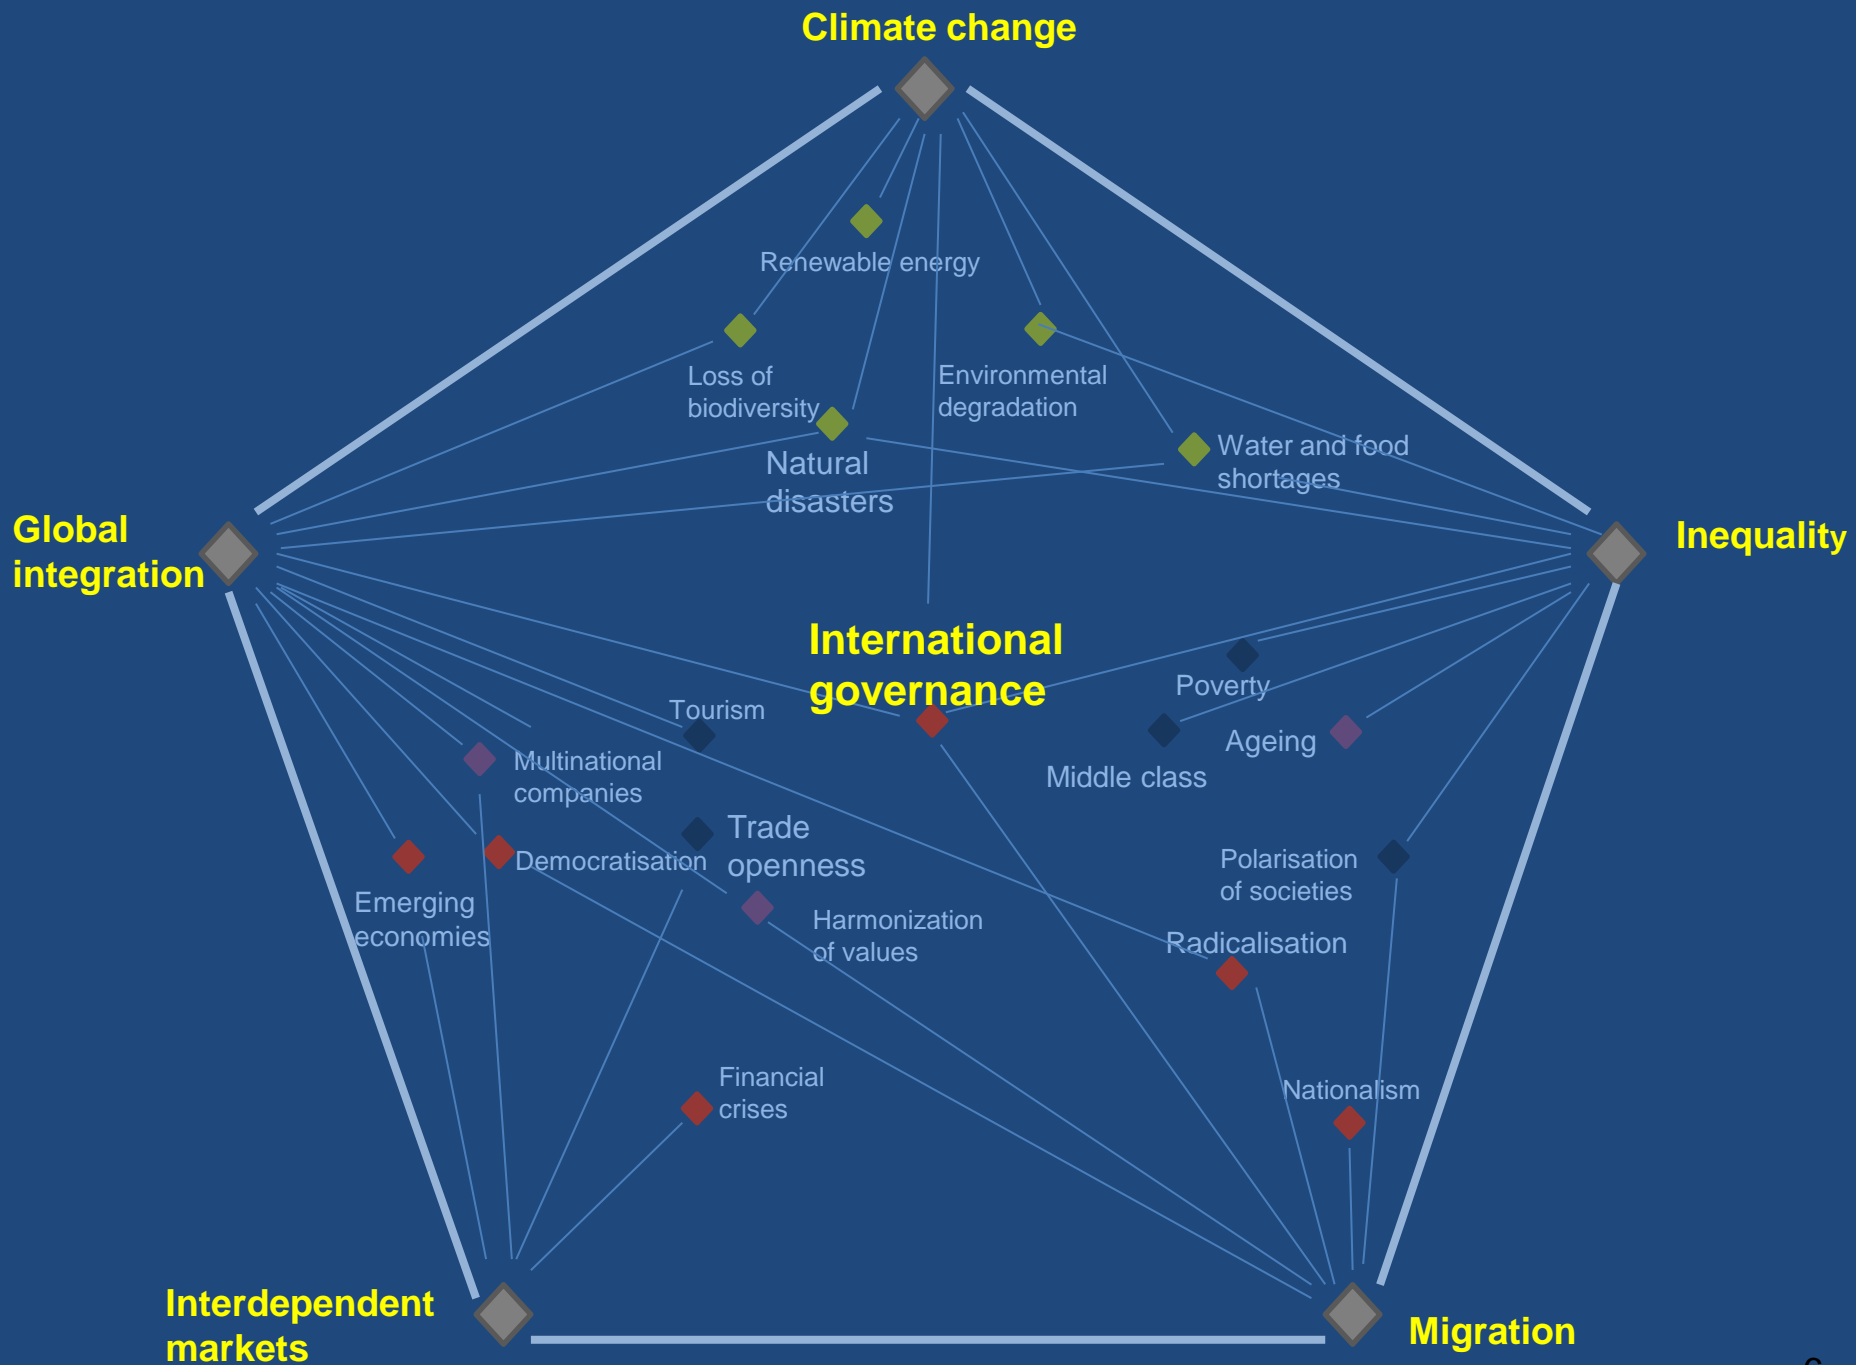 Climate change
Renewable energy
Loss of
biodiversity
Environmental
degradation
Natural
disasters
Water and food
shortages
Global
integration
Inequality
International
governance
Poverty
Tourism
Ageing
Multinational
companies
Middle class
Trade
openness
Democratisation
Polarisation
of societies
Emerging
economies
Harmonization
of values
Radicalisation
Financial
crises
Nationalism
Interdependent
markets
Migration